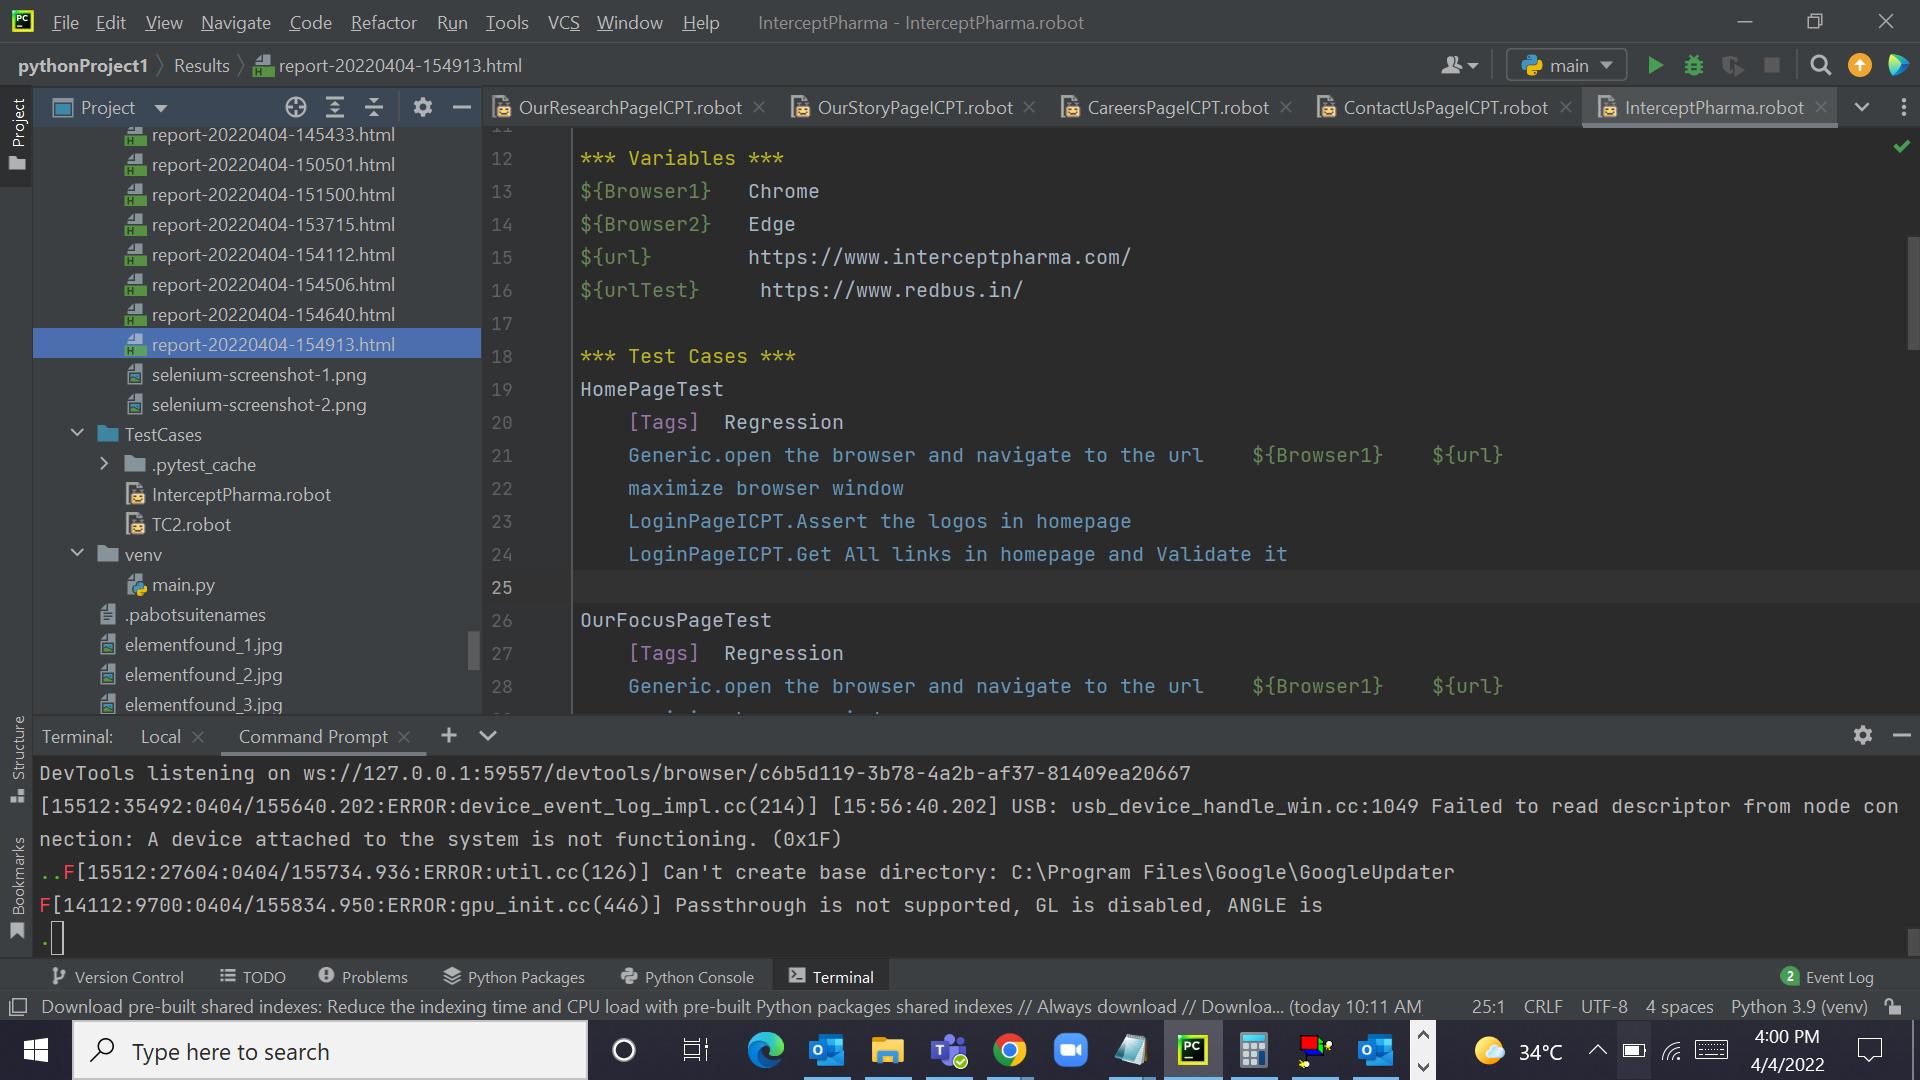 File Edit View Navigate Code Refactor Run Tools VCS Window Help InterceptPharma - InterceptPharma.robot
pythonProject1 Results report-20220404-154913.html main
Project OurResearchPageICPT.robot OurStoryPageICPT.robot CareersPageICPT.robot ContactUsPageICPT.robot InterceptPharma.robot
Project
report-20220404-145433.html
report-20220404-150501.html
report-20220404-151500.html
report-20220404-153715.html
report-20220404-154112.html
report-20220404-154506.html
report-20220404-154640.html
report-20220404-154913.html
selenium-screenshot-1.png
selenium-screenshot-2.png
TestCases
.pytest_cache
InterceptPharma.robot
TC2.robot
venv
main.py
.pabotsuitenames
elementfound_1.jpg
elementfound_2.jpg
elementfound_3.jpg
11
12 *** Variables ***
13 ${Browser1} Chrome
14 ${Browser2} Edge
15 ${url} https://www.interceptpharma.com/
16 ${urlTest} https://www.redbus.in/
17
18 *** Test Cases ***
19 HomePageTest
20 [Tags] Regression
21 Generic.open the browser and navigate to the url ${Browser1} ${url}
22 maximize browser window
23 LoginPageICPT.Assert the logos in homepage
24 LoginPageICPT.Get All links in homepage and Validate it
25
26 OurFocusPageTest
27 [Tags] Regression
28 Generic.open the browser and navigate to the url ${Browser1} ${url}
Structure
Bookmarks
Terminal: Local Command Prompt
DevTools listening on ws://127.0.0.1:59557/devtools/browser/c6b5d119-3b78-4a2b-af37-81409ea20667
[15512:35492:0404/155640.202:ERROR:device_event_log_impl.cc(214)] [15:56:40.202] USB: usb_device_handle_win.cc:1049 Failed to read descriptor from node con
nection: A device attached to the system is not functioning. (0x1F)
..F[15512:27604:0404/155734.936:ERROR:util.cc(126)] Can't create base directory: C:\Program Files\Google\GoogleUpdater
F[14112:9700:0404/155834.950:ERROR:gpu_init.cc(446)] Passthrough is not supported, GL is disabled, ANGLE is
.
Version Control TODO Problems Python Packages Python Console Terminal 2 Event Log
Download pre-built shared indexes: Reduce the indexing time and CPU load with pre-built Python packages shared indexes // Always download // Downloa... (today 10:11 AM 25:1 CRLF UTF-8 4 spaces Python 3.9 (venv)
Type here to search 34°C 4:00 PM
4/4/2022